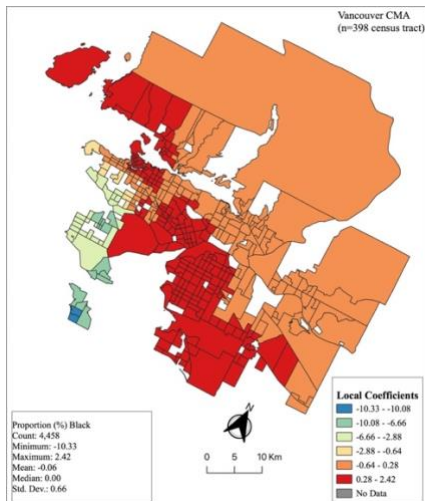 Vancouver CMA
(n=398 census tract)
Proportion (%) Black
Count: 4,458
Minimum: -10.33
Maximum: 2.42
Mean: -0.06
Median: 0.00
Std. Dev.: 0.66
N
0 5 10 Km
Local Coefficients
-10.33 - -10.08
-10.08 - -6.66
-6.66 - -2.88
-2.88 - -0.64
-0.64 - 0.28
0.28 - 2.42
No Data